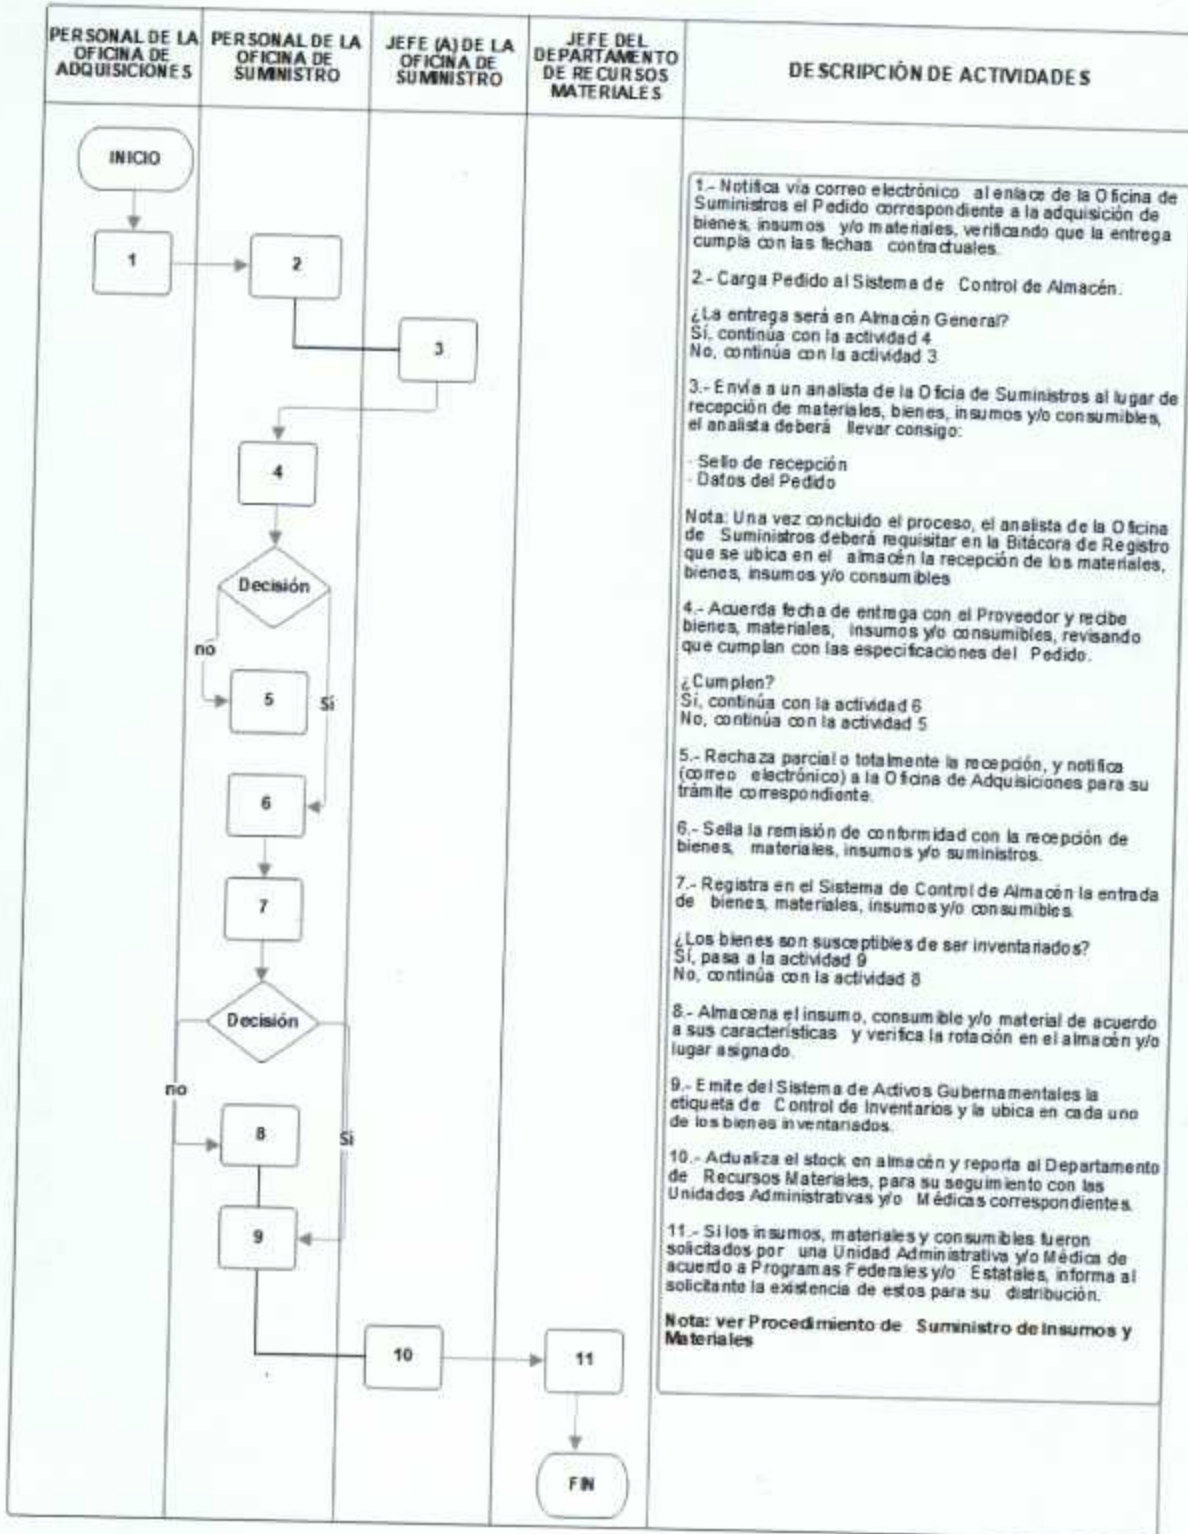 PERSONAL DE LA
OFICINA DE
ADQUISICIONES
PERSONAL DE LA
OFICINA DE
SUMINISTRO
JEFE (A) DE LA
OFICINA DE
SUMINISTRO
JEFE DEL
DEPARTAMENTO
DE RECURSOS
MATERIALES
DESCRIPCIÓN DE ACTIVIDADES
INICIO
1
2
3
4
Decisión
no
5
Sí
6
7
Decisión
no
8
Si
9
10
11
FIN
1.- Notifica vía correo electrónico al enlace de la Oficina de
Suministros el Pedido correspondiente a la adquisición de
bienes, insumos y/o materiales, verificando que la entrega
cumpla con las fechas contractuales.
2.- Carga Pedido al Sistema de Control de Almacén.
¿La entrega será en Almacén General?
Sí, continúa con la actividad 4
No, continúa con la actividad 3
3.- Envía a un analista de la Oficia de Suministros al lugar de
recepción de materiales, bienes, insumos y/o consumibles,
el analista deberá llevar consigo:
- Sello de recepción
- Datos del Pedido
Nota: Una vez concluido el proceso, el analista de la Oficina
de Suministros deberá requisitar en la Bitácora de Registro
que se ubica en el almacén la recepción de los materiales,
bienes, insumos y/o consumibles
4.- Acuerda fecha de entrega con el Proveedor y recibe
bienes, materiales, insumos y/o consumibles, revisando
que cumplan con las especificaciones del Pedido.
¿Cumplen?
Sí, continúa con la actividad 6
No, continúa con la actividad 5
5.- Rechaza parcial o totalmente la recepción, y notifica
(correo electrónico) a la Oficina de Adquisiciones para su
trámite correspondiente.
6.- Sella la remisión de conformidad con la recepción de
bienes, materiales, insumos y/o suministros.
7.- Registra en el Sistema de Control de Almacén la entrada
de bienes, materiales, insumos y/o consumibles.
¿Los bienes son susceptibles de ser inventariados?
Sí, pasa a la actividad 9
No, continúa con la actividad 8
8.- Almacena el insumo, consumible y/o material de acuerdo
a sus características y verifica la rotación en el almacén y/o
lugar asignado.
9.- Emite del Sistema de Activos Gubernamentales la
etiqueta de Control de Inventarios y la ubica en cada uno
de los bienes inventariados.
10.- Actualiza el stock en almacén y reporta al Departamento
de Recursos Materiales, para su seguimiento con las
Unidades Administrativas y/o Médicas correspondientes.
11.- Si los insumos, materiales y consumibles fueron
solicitados por una Unidad Administrativa y/o Médica de
acuerdo a Programas Federales y/o Estatales, informa al
solicitante la existencia de estos para su distribución.
Nota: ver Procedimiento de Suministro de Insumos y
Materiales